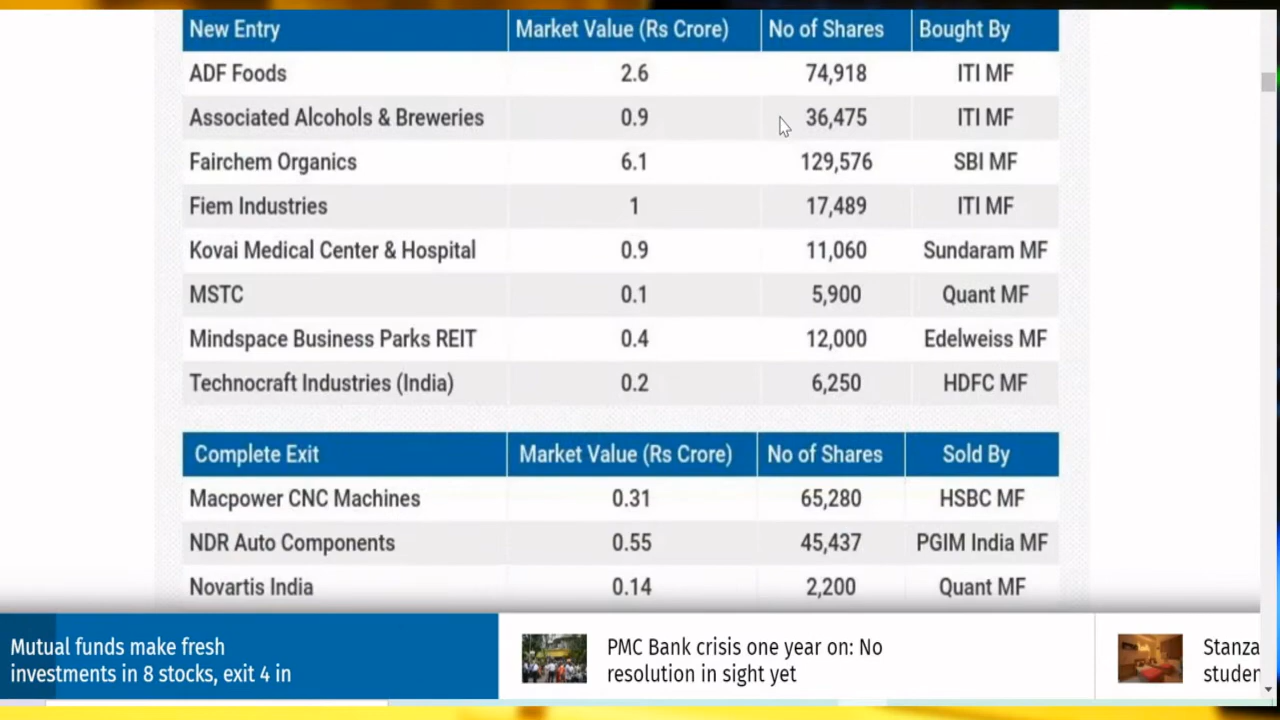 New Entry Market Value (Rs Crore) No of Shares Bought By
ADF Foods 2.6 74,918 ITI MF
Associated Alcohols & Breweries 0.9 36,475 ITI MF
Fairchem Organics 6.1 129,576 SBI MF
Fiem Industries 1 17,489 ITI MF
Kovai Medical Center & Hospital 0.9 11,060 Sundaram MF
MSTC 0.1 5,900 Quant MF
Mindspace Business Parks REIT 0.4 12,000 Edelweiss MF
Technocraft Industries (India) 0.2 6,250 HDFC MF
Complete Exit Market Value (Rs Crore) No of Shares Sold By
Macpower CNC Machines 0.31 65,280 HSBC MF
NDR Auto Components 0.55 45,437 PGIM India MF
Novartis India 0.14 2,200 Quant MF
Mutual funds make fresh
investments in 8 stocks, exit 4 in
PMC Bank crisis one year on: No
resolution in sight yet
Stanza
studen